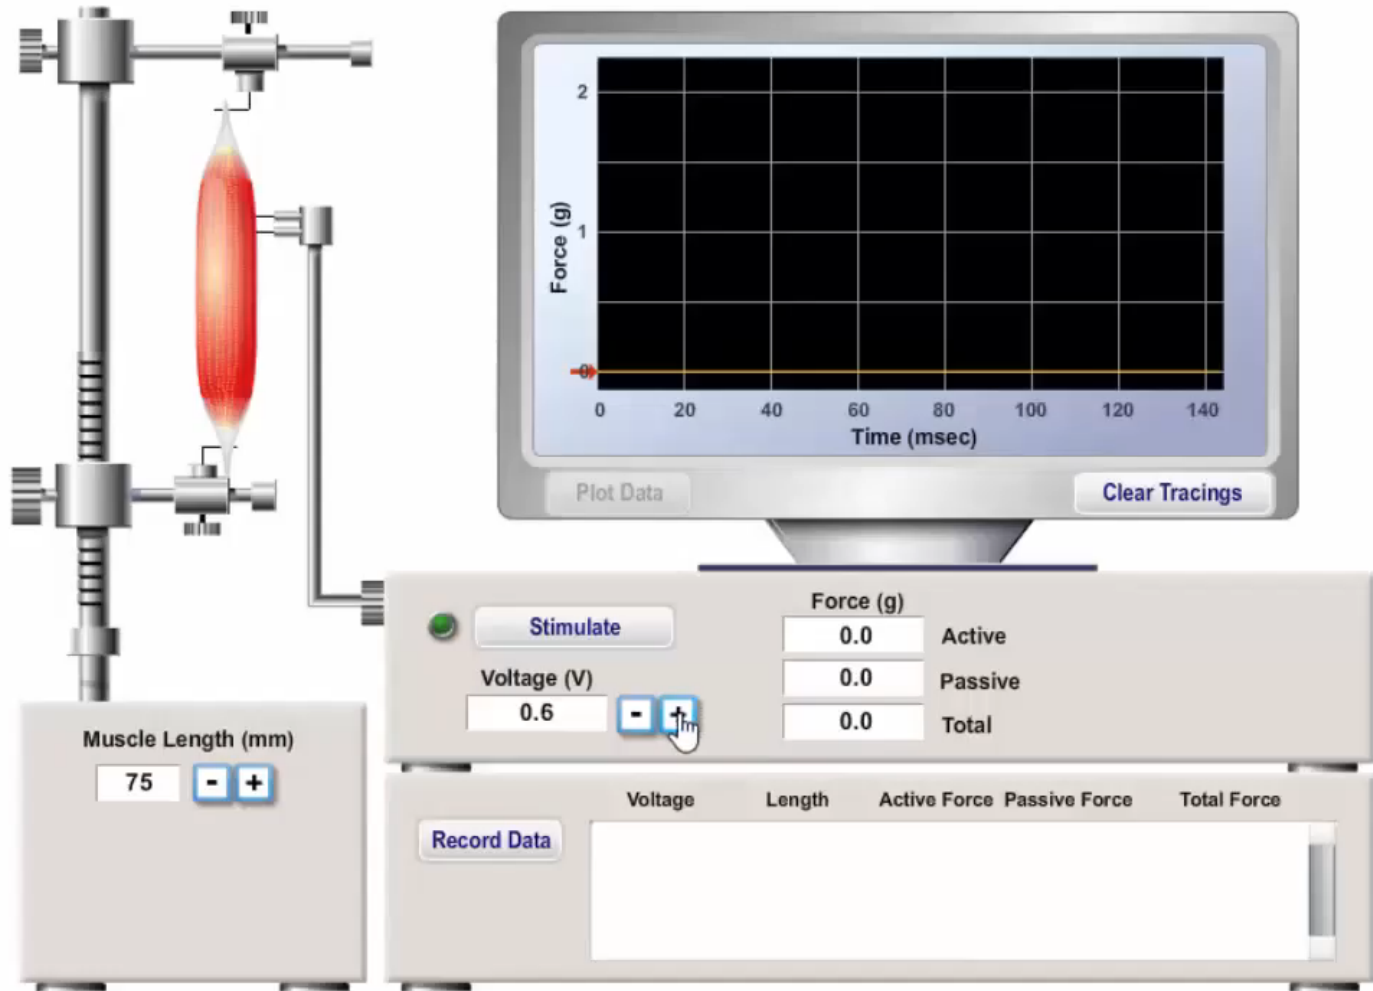 2
1
0
Force (g)
0 20 40 60 80 100 120 140
Time (msec)
Plot Data Clear Tracings
Force (g)
Stimulate 0.0 Active
Voltage (V) 0.0 Passive
0.6 - + 0.0 Total
Muscle Length (mm)
75 - +
Voltage Length Active Force Passive Force Total Force
Record Data